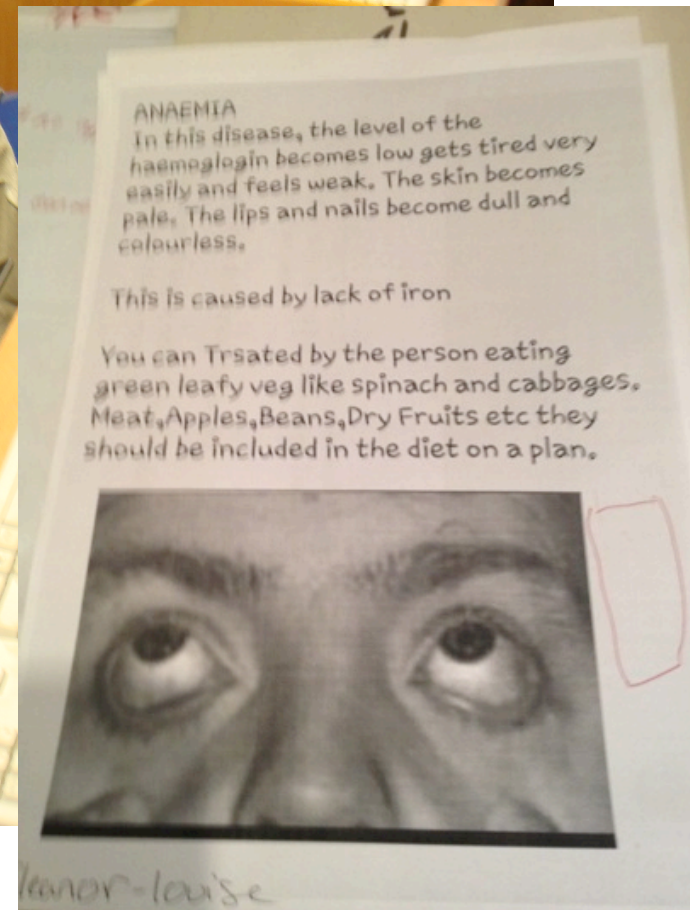 ANAEMIA
In this disease, the level of the
haemoglogin becomes low gets tired very
easily and feels weak. The skin becomes
pale. The lips and nails become dull and
colourless.
This is caused by lack of iron
You can Trsated by the person eating
green leafy veg like spinach and cabbages.
Meat,Apples,Beans,Dry Fruits etc they
should be included in the diet on a plan.
leanor-louise